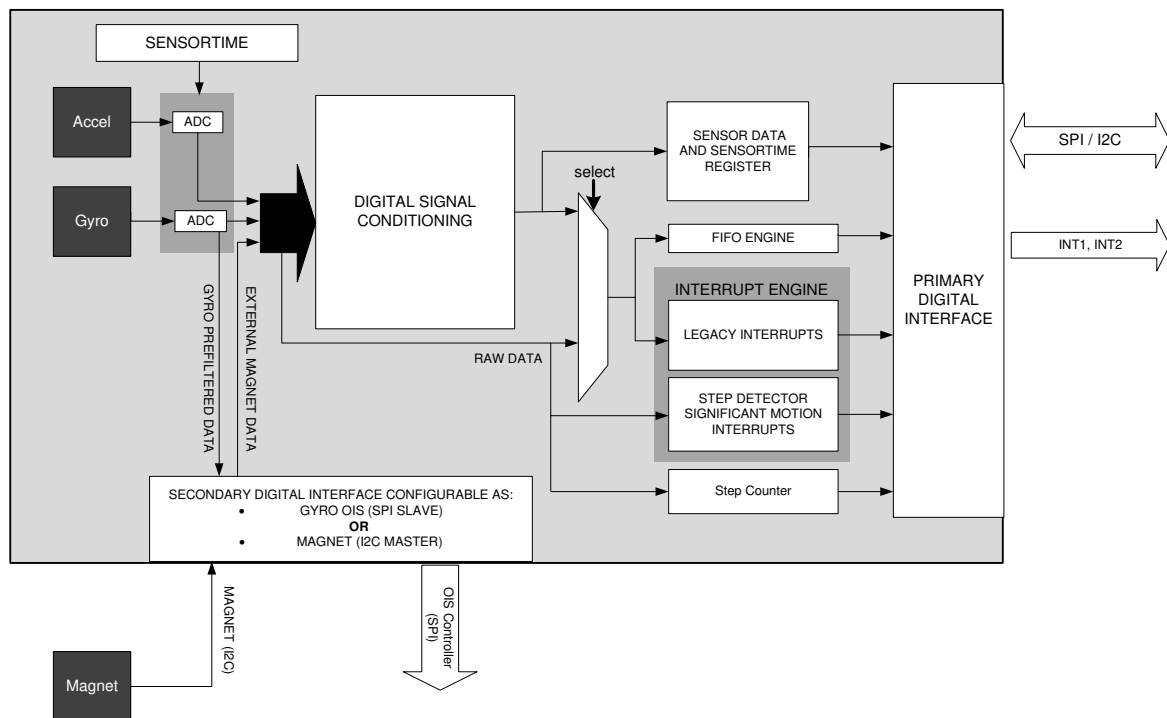 SENSORTIME
Accel
ADC
Gyro
ADC
DIGITAL SIGNAL
CONDITIONING
select
SENSOR DATA
AND SENSORTIME
REGISTER
FIFO ENGINE
INTERRUPT ENGINE
LEGACY INTERRUPTS
STEP DETECTOR
SIGNIFICANT MOTION
INTERRUPTS
Step Counter
PRIMARY
DIGITAL
INTERFACE
SPI / I2C
INT1, INT2
RAW DATA
GYRO PREFILTERED DATA
EXTERNAL MAGNET DATA
SECONDARY DIGITAL INTERFACE CONFIGURABLE AS:
• GYRO OIS (SPI SLAVE)
OR
• MAGNET (I2C MASTER)
MAGNET (I2C)
OIS Controller
(SPI)
Magnet